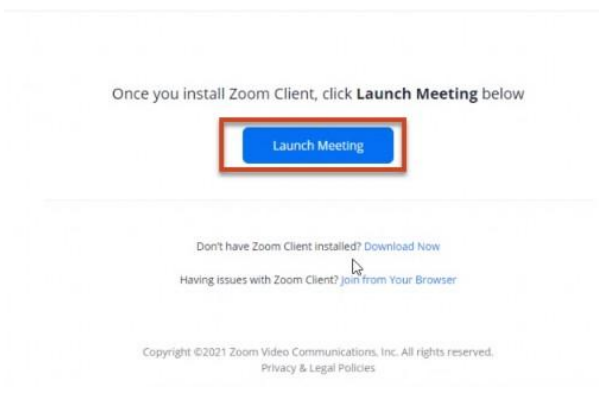 Once you install Zoom Client, click Launch Meeting below
Launch Meeting
Don't have Zoom Client installed? Download Now
Having issues with Zoom Client? Join from Your Browser
Copyright ©2021 Zoom Video Communications, Inc. All rights reserved.
Privacy & Legal Policies